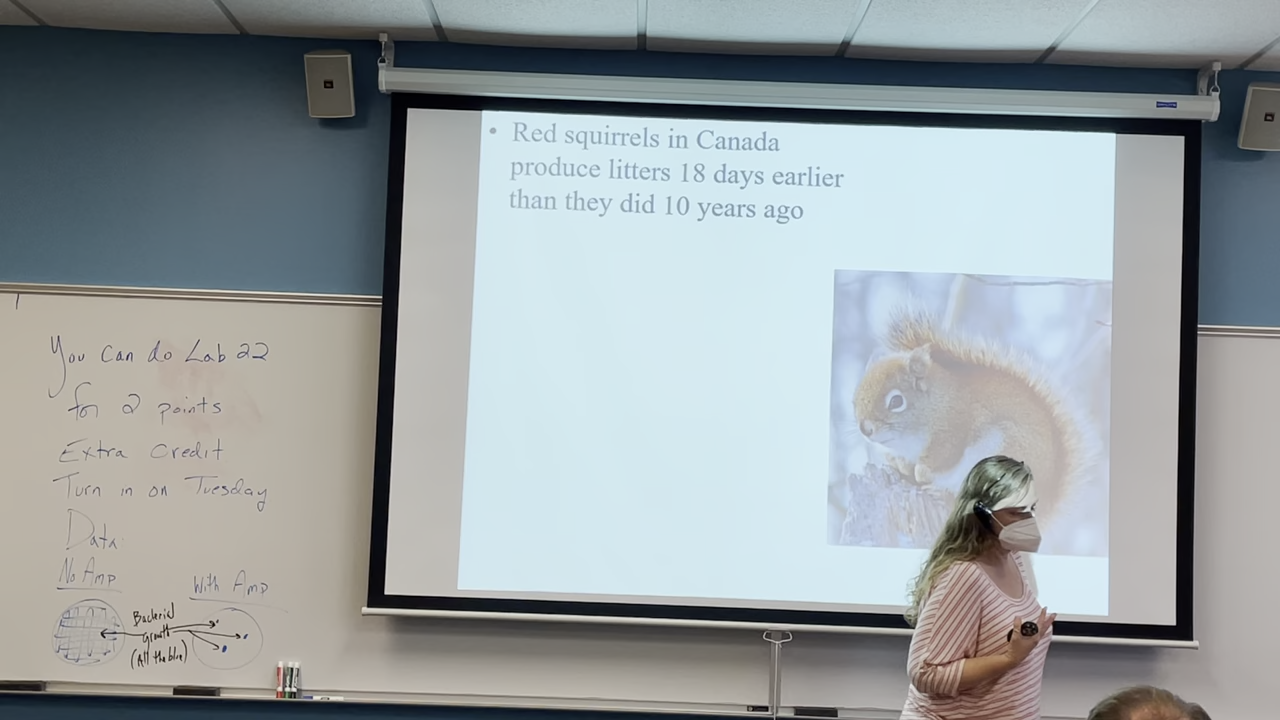 • Red squirrels in Canada
produce litters 18 days earlier
than they did 10 years ago
You can do Lab 22
for 2 points
Extra Credit
Turn in on Tuesday
Data:
No Amp
With Amp
Bacterial
growth
(All the blue)